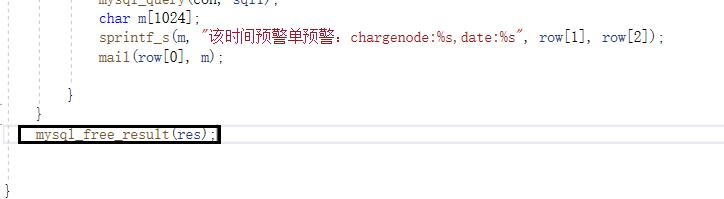 mysql_query(con, sql1);
char m[1024];
sprintf_s(m, "该时间预警单预警：chargenode:%s,date:%s", row[1], row[2]);
mail(row[0], m);
}
}
mysql_free_result(res);
}